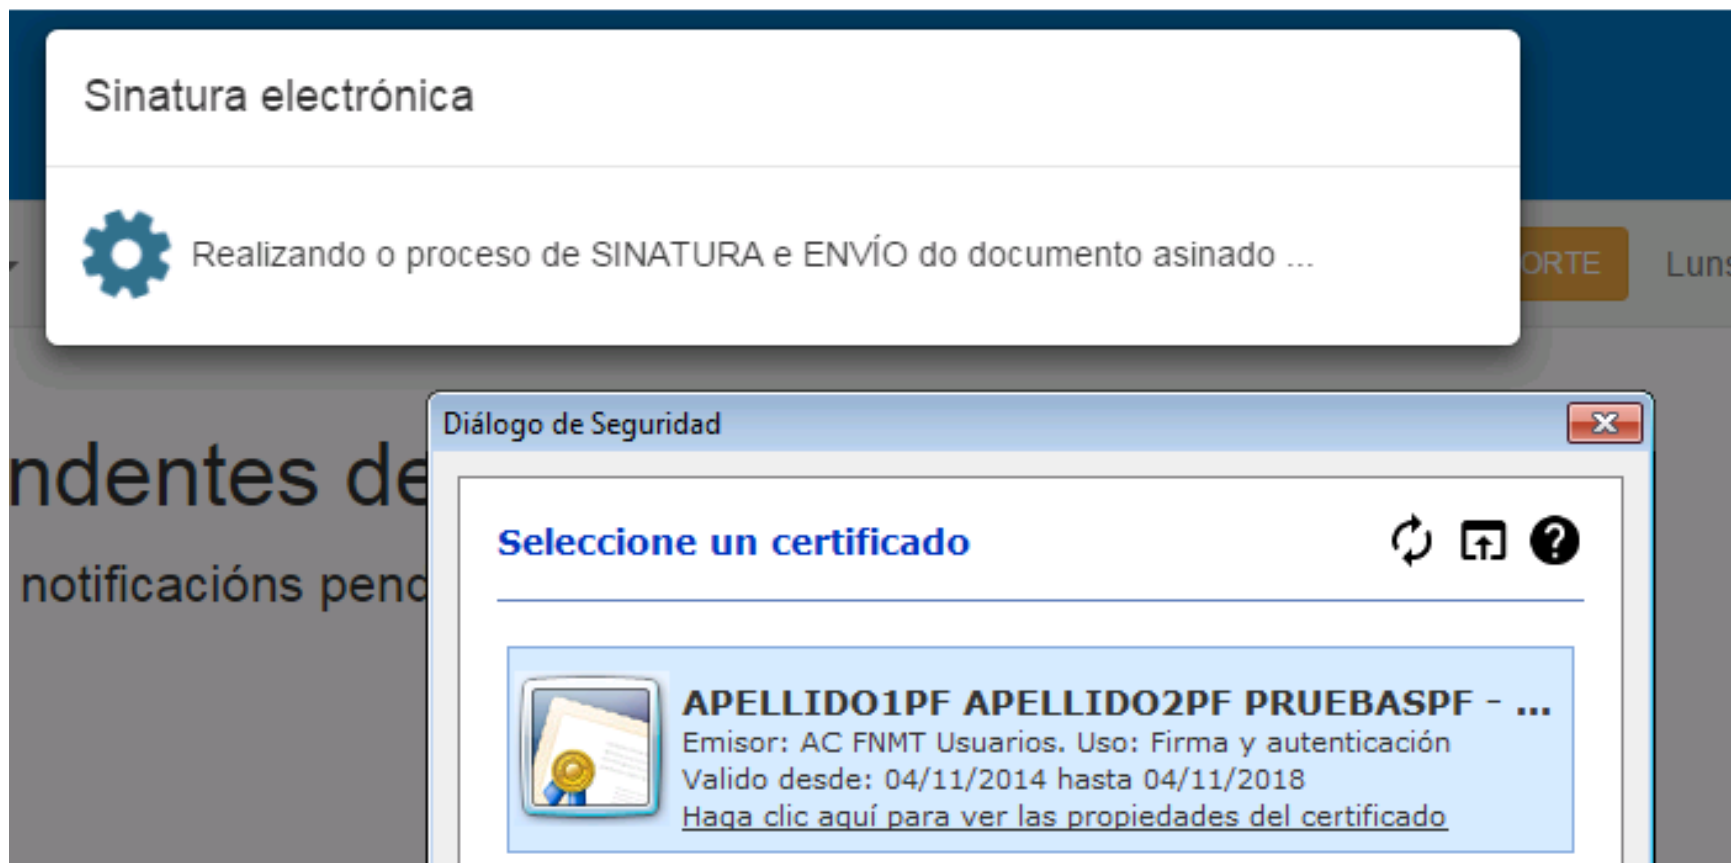 Sinatura electrónica
Realizando o proceso de SINATURA e ENVÍO do documento asinado ...
ORTE
Luns
ndentes de
notificacións pend
Diálogo de Seguridad
Seleccione un certificado
APELLIDO1PF APELLIDO2PF PRUEBASPF - ...
Emisor: AC FNMT Usuarios. Uso: Firma y autenticación
Valido desde: 04/11/2014 hasta 04/11/2018
Haga clic aquí para ver las propiedades del certificado